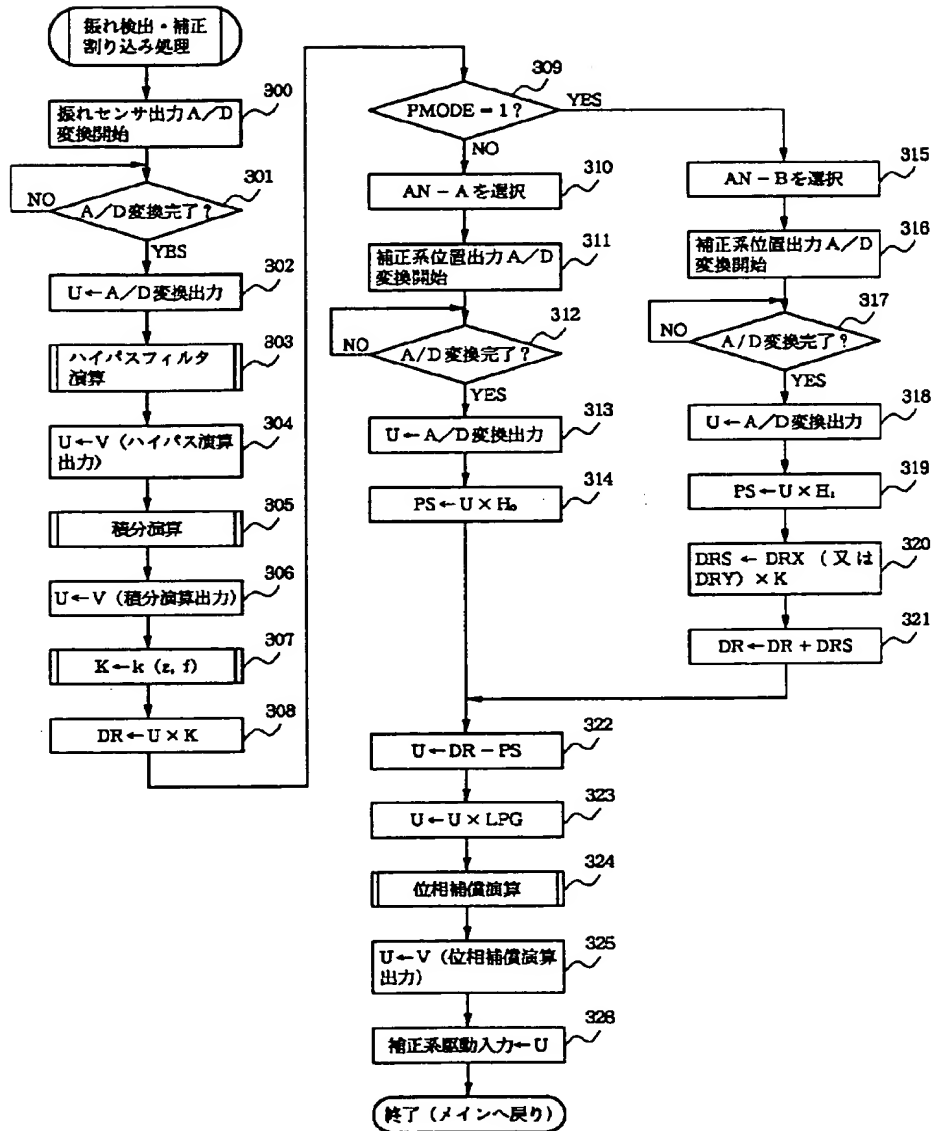 振れ検出・補正
割り込み処理
300
振れセンサ出力A/D
変換開始
301
NO
A/D変換完了?
YES
302
U←A/D変換出力
303
ハイパスフィルタ
演算
304
U←V(ハイパス演算
出力)
305
積分演算
306
U←V(積分演算出力)
307
K←k (z, f)
308
DR←U×K
309
PMODE=1?
YES
NO
310
AN-Aを選択
311
補正系位置出力A/D
変換開始
312
NO
A/D変換完了?
YES
313
U←A/D変換出力
314
PS←U×H₀
315
AN-Bを選択
316
補正系位置出力A/D
変換開始
317
NO
A/D変換完了?
YES
318
U←A/D変換出力
319
PS←U×H₁
320
DRS←DRX(又は
DRY)×K
321
DR←DR+DRS
322
U←DR-PS
323
U←U×LPG
324
位相補償演算
325
U←V(位相補償演算
出力)
326
補正系駆動入力←U
終了(メインへ戻り)